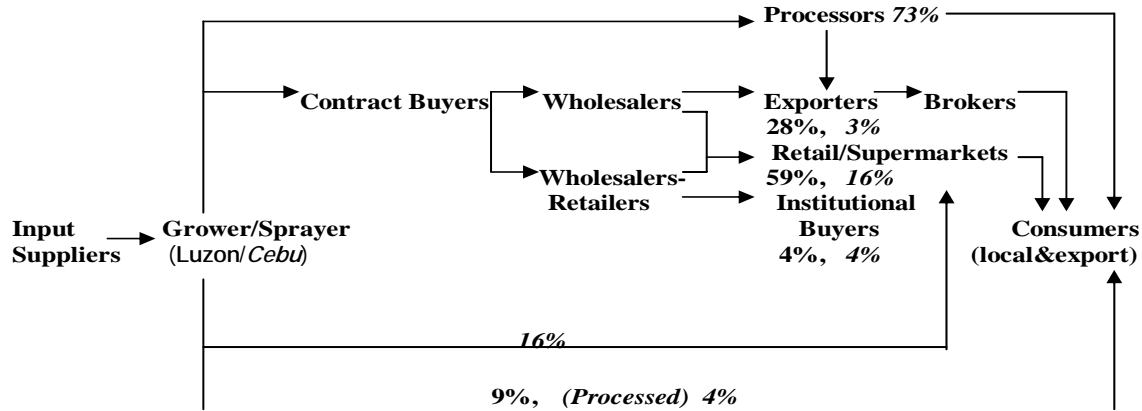 Processors 73%
Contract Buyers
Wholesalers
Exporters
28%, 3%
Brokers
Retail/Supermarkets
59%, 16%
Wholesalers-
Retailers
Institutional
Buyers
4%, 4%
Input
Suppliers
Grower/Sprayer
(Luzon/Cebu)
Consumers
(local&export)
16%
9%, (Processed) 4%